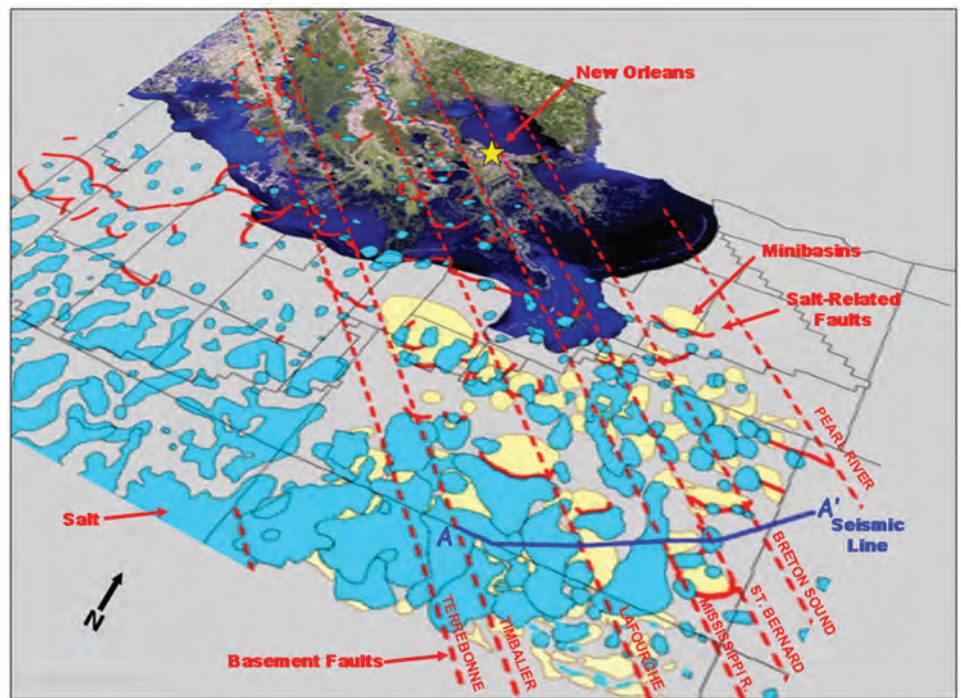 New Orleans
Minibasins
Salt-Related
Faults
PEARL RIVER
Salt
A
A'
Seismic
Line
BRETON SOUND
ST. BERNARD
MISSISSIPPI R.
LAFOURCHE
TIMBALIER
TERREBONNE
N
Basement Faults